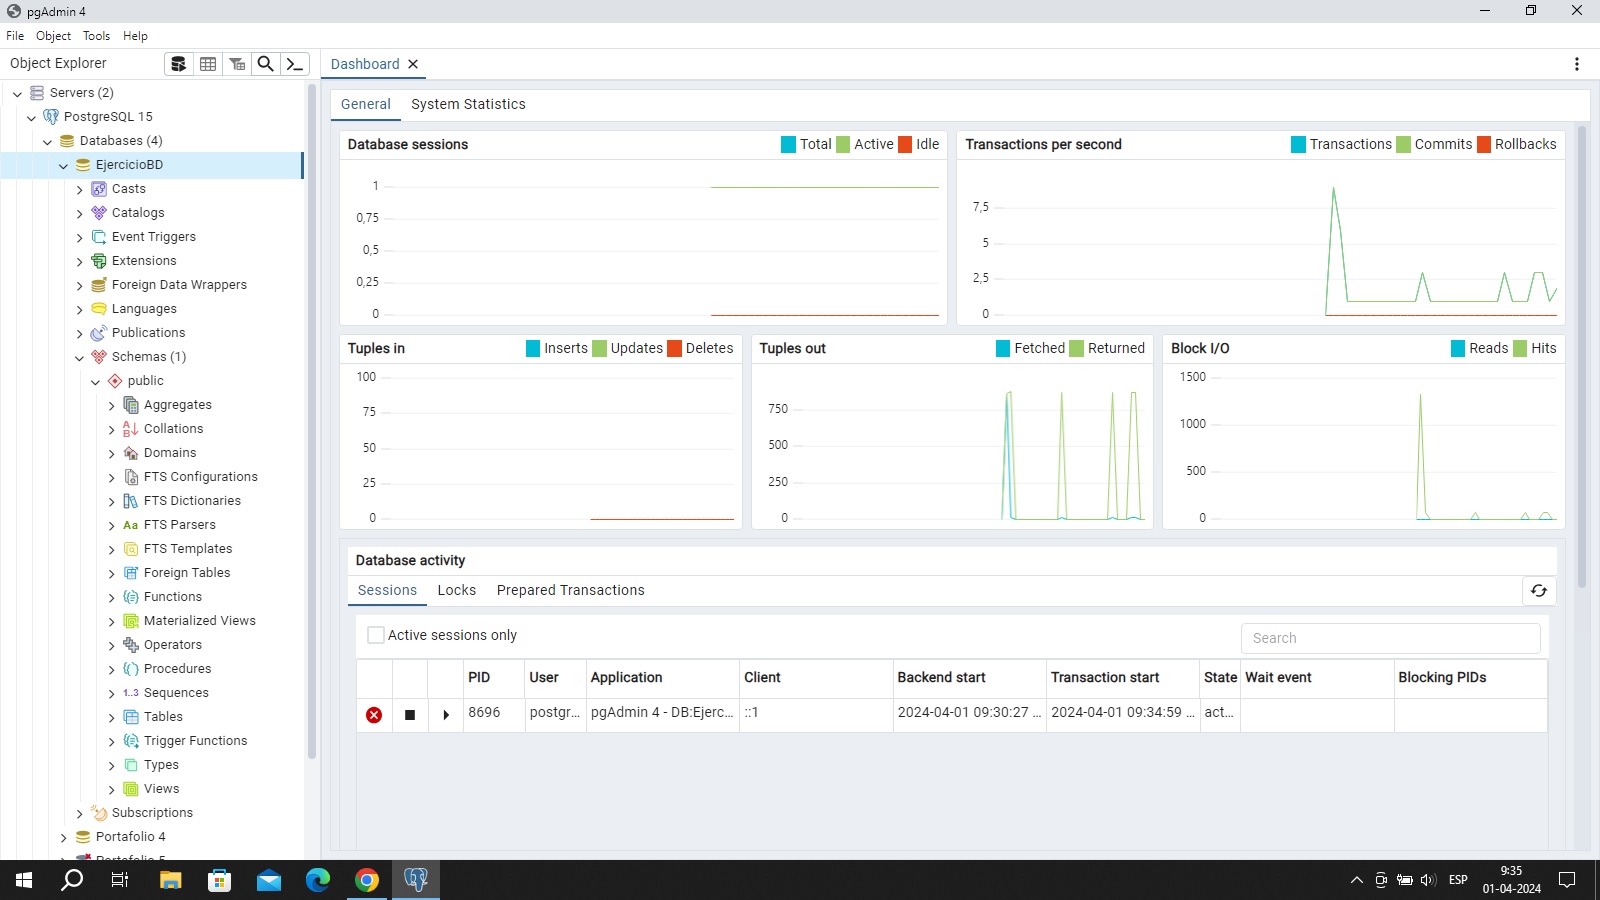 pgAdmin 4
File Object Tools Help
Object Explorer
Dashboard
Servers (2)
PostgreSQL 15
Databases (4)
EjercicioBD
Casts
Catalogs
Event Triggers
Extensions
Foreign Data Wrappers
Languages
Publications
Schemas (1)
public
Aggregates
Collations
Domains
FTS Configurations
FTS Dictionaries
Aa FTS Parsers
FTS Templates
Foreign Tables
Functions
Materialized Views
Operators
Procedures
1..3 Sequences
Tables
Trigger Functions
Types
Views
Subscriptions
Portafolio 4
Portafolio 5
General System Statistics
Database sessions Total Active Idle
1
0,75
0,5
0,25
0
Transactions per second Transactions Commits Rollbacks
7,5
5
2,5
0
Tuples in Inserts Updates Deletes
100
75
50
25
0
Tuples out Fetched Returned
750
500
250
0
Block I/O Reads Hits
1500
1000
500
0
Database activity
Sessions Locks Prepared Transactions
Active sessions only Search
PID User Application Client Backend start Transaction start State Wait event Blocking PIDs
8696 postgr... pgAdmin 4 - DB:Ejerc... ::1 2024-04-01 09:30:27 ... 2024-04-01 09:34:59 ... act...
ESP
9:35
01-04-2024